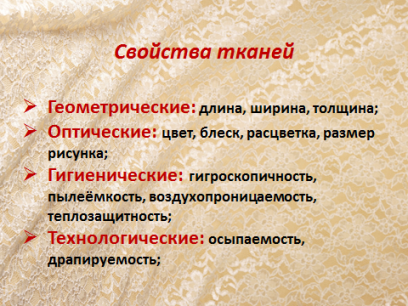 Свойства тканей
➢ Геометрические: длина, ширина, толщина;
➢ Оптические: цвет, блеск, расцветка, размер
рисунка;
➢ Гигиенические: гигроскопичность,
пылеёмкость, воздухопроницаемость,
теплозащитность;
➢ Технологические: осыпаемость,
драпируемость;